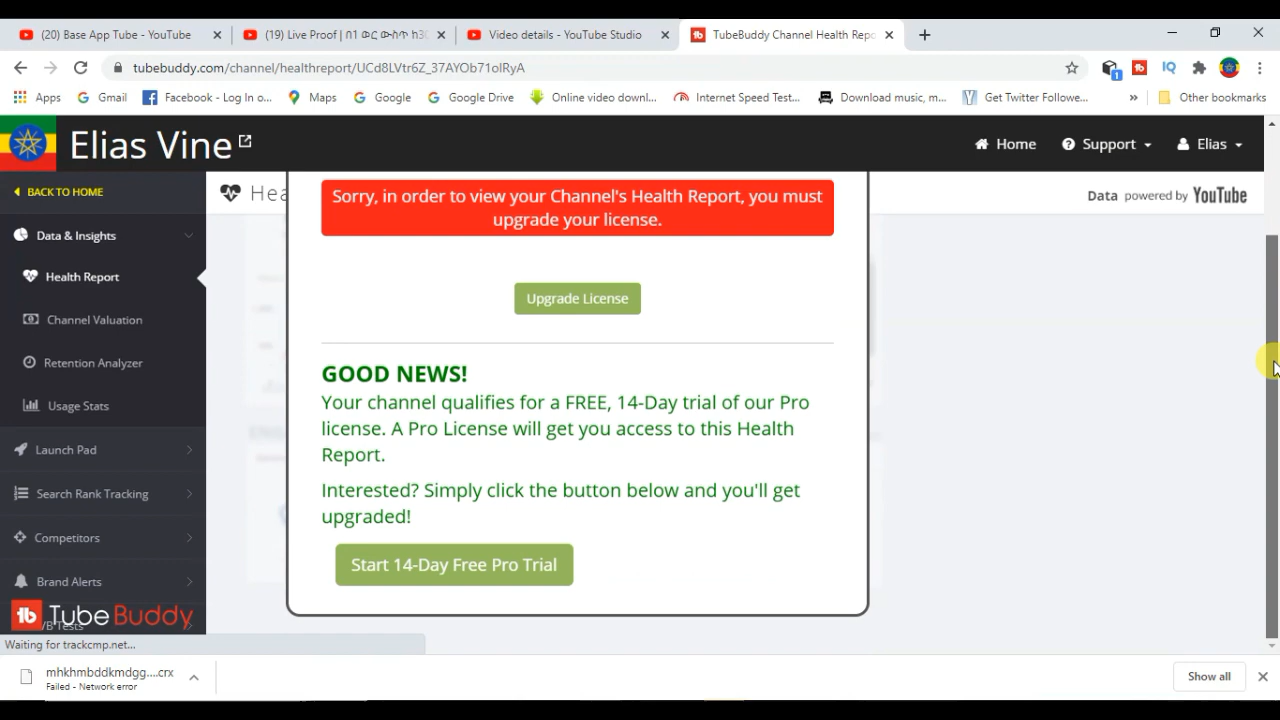 (20) Base App Tube - YouTube
(19) Live Proof | በ1 ወር ውስጥ ከ3
Video details - YouTube Studio
TubeBuddy Channel Health Repo
tubebuddy.com/channel/healthreport/
IQ
1
Apps
Gmail
Facebook - Log In o...
Maps
Google
Google Drive
Online video downl...
Internet Speed Test...
Download music, m...
Get Twitter Followe...
»
Other bookmarks
Elias Vine
Home
Support
Elias
BACK TO HOME
Hea
Data powered by YouTube
Data & Insights
Health Report
Channel Valuation
Retention Analyzer
Usage Stats
Launch Pad
Search Rank Tracking
Competitors
Brand Alerts
TubeBuddy
/B Tests
Sorry, in order to view your Channel's Health Report, you must
upgrade your license.
Upgrade License
GOOD NEWS!
Your channel qualifies for a FREE, 14-Day trial of our Pro
license. A Pro License will get you access to this Health
Report.
Interested? Simply click the button below and you'll get
upgraded!
Start 14-Day Free Pro Trial
Waiting for trackcmp.net...
mhkhmbddkmdgg....crx
Failed - Network error
Show all